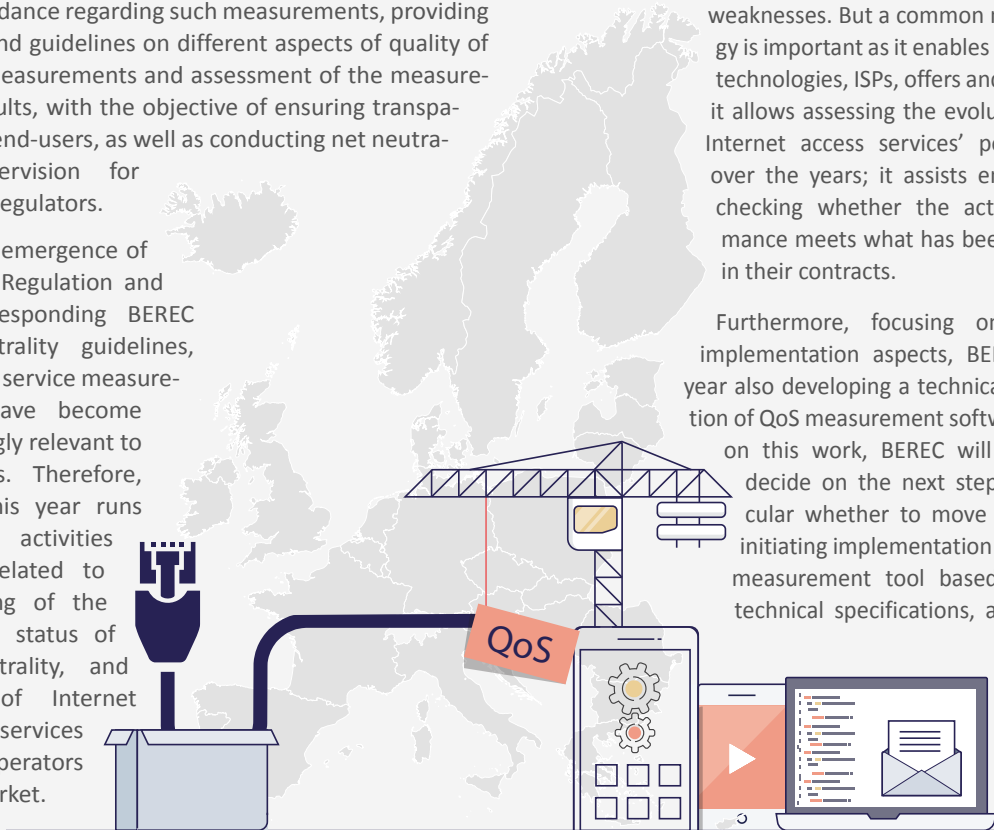 dance regarding such measurements, providing
nd guidelines on different aspects of quality of
easurements and assessment of the measure-
ults, with the objective of ensuring transpa-
end-users, as well as conducting net neutra-
ervision for
egulators.
emergence of
Regulation and
esponding BEREC
trality guidelines,
service measure-
ave become
gly relevant to
s. Therefore,
his year runs
activities
elated to
ng of the
status of
trality, and
of Internet
services
perators
rket.
weaknesses. But a common
gy is important as it enables
technologies, ISPs, offers and
it allows assessing the evolu
Internet access services’ pe
over the years; it assists en
checking whether the act
mance meets what has bee
in their contracts.
Furthermore, focusing on
implementation aspects, BER
year also developing a technical
tion of QoS measurement softw
on this work, BEREC will
decide on the next step
cular whether to move
initiating implementation
measurement tool based
technical specifications, a
QoS